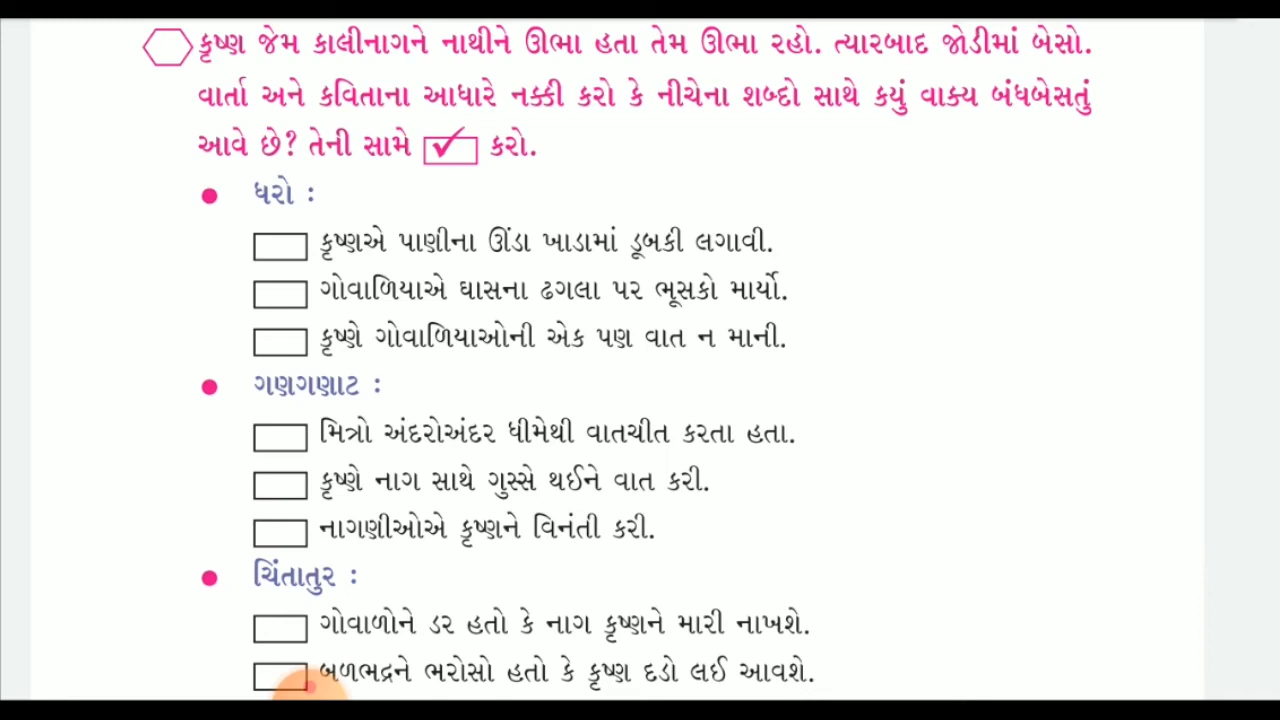 કૃષ્ણ જેમ કાલીનાગને નાથીને ઊભા હતા તેમ ઊભા રહો. ત્યારબાદ જોડીમાં બેસો.
વાર્તા અને કવિતાના આધારે નક્કી કરો કે નીચેના શબ્દો સાથે કયું વાક્ય બંધબેસતું
આવે છે? તેની સામે ✓ કરો.
• ધરો :
કૃષ્ણએ પાણીના ઊંડા ખાડામાં ડૂબકી લગાવી.
ગોવાળિયાએ ઘાસના ઢગલા પર ભૂસકો માર્યો.
કૃષ્ણે ગોવાળિયાઓની એક પણ વાત ન માની.
• ગણગણાટ :
મિત્રો અંદરોઅંદર ધીમેથી વાતચીત કરતા હતા.
કૃષ્ણે નાગ સાથે ગુસ્સે થઈને વાત કરી.
નાગણીઓએ કૃષ્ણને વિનંતી કરી.
• ચિંતાતુર :
ગોવાળોને ડર હતો કે નાગ કૃષ્ણને મારી નાખશે.
બળભદ્રને ભરોસો હતો કે કૃષ્ણ દડો લઈ આવશે.